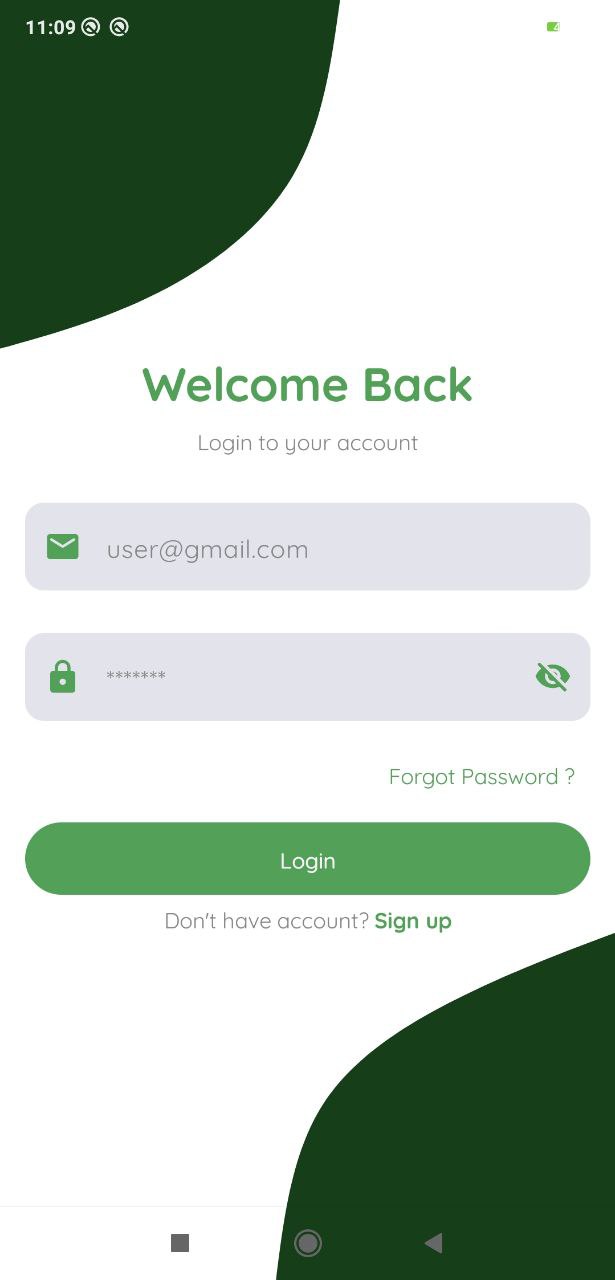 11:09
Welcome Back
Login to your account
user@gmail.com
*******
Forgot Password ?
Login
Don't have account? Sign up